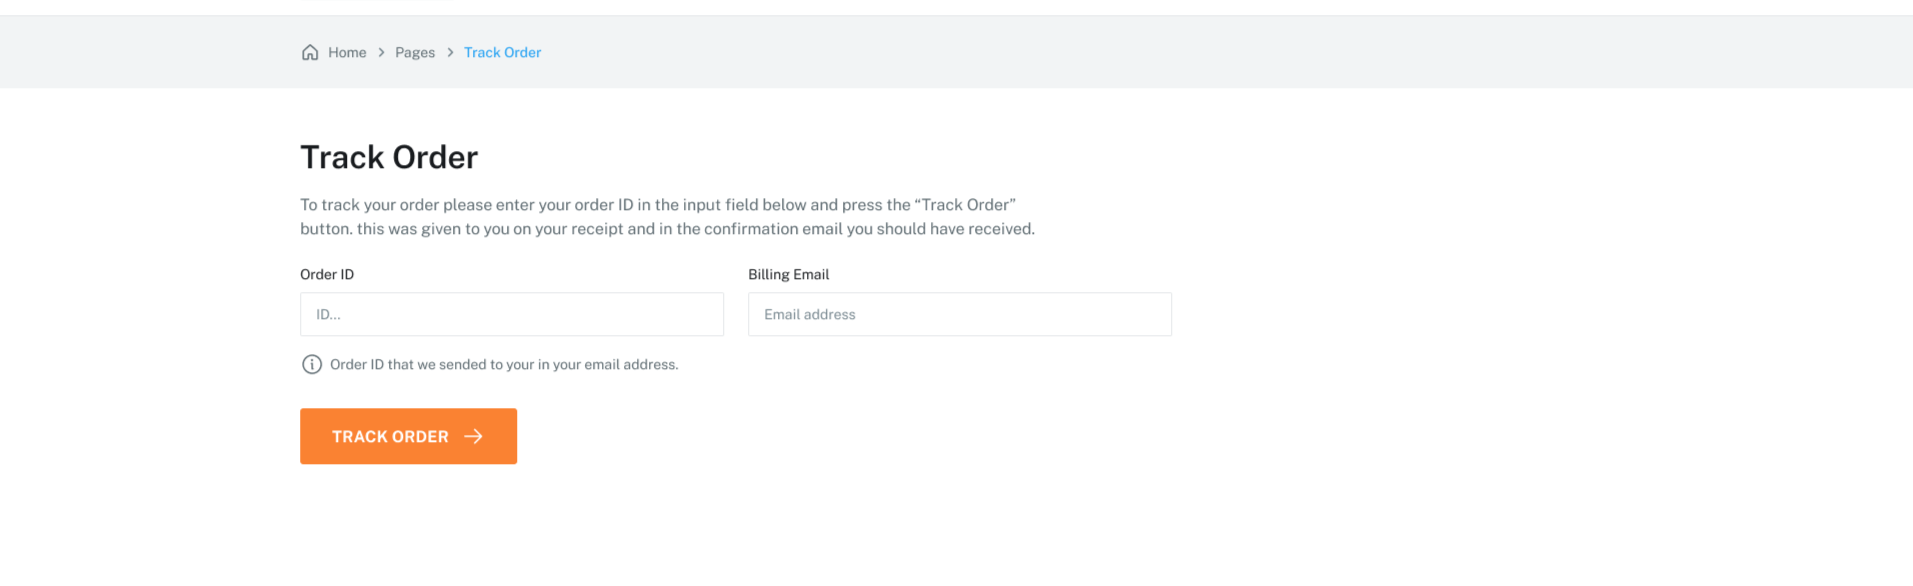 Home > Pages > Track Order
Track Order
To track your order please enter your order ID in the input field below and press the “Track Order”
button. this was given to you on your receipt and in the confirmation email you should have received.
Order ID
Billing Email
ID...
Email address
Order ID that we sended to your in your email address.
TRACK ORDER